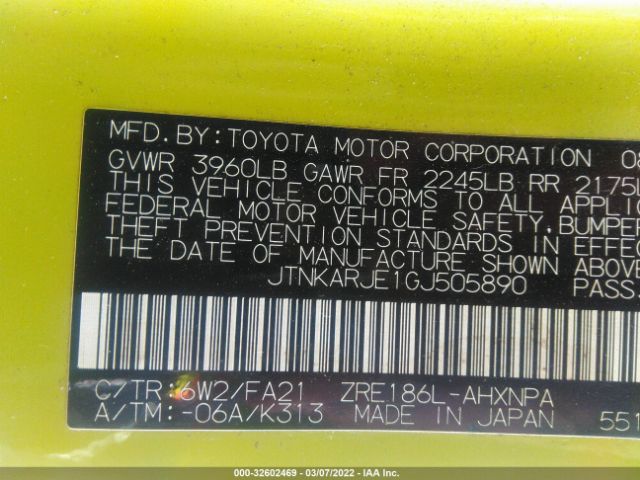 MFD. BY: TOYOTA MOTOR CORPORATION 08
GVWR 3960LB GAWR FR 2245LB RR 2175
THIS VEHICLE CONFORMS TO ALL APPLIC
FEDERAL MOTOR VEHICLE SAFETY, BUMPER
THEFT PREVENTION STANDARDS IN EFFE
THE DATE OF MANUFACTURE SHOWN ABOVE
JTNKARJE1GJ505890 PASS.
C/TR:6W2/FA21 ZRE186L-AHXNPA
A/TM:-06A/K313 MADE IN JAPAN 551
000-32602469 - 03/07/2022 - IAA Inc.